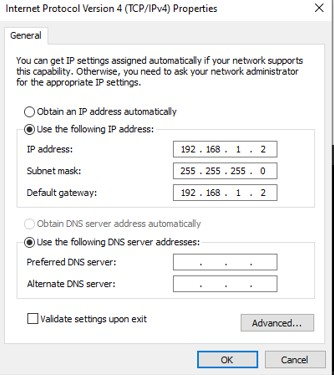 Internet Protocol Version 4 (TCP/IPv4) Properties
General
You can get IP settings assigned automatically if your network supports
this capability. Otherwise, you need to ask your network administrator
for the appropriate IP settings.
Obtain an IP address automatically
Use the following IP address:
IP address: 192 . 168 . 1 . 2
Subnet mask: 255 . 255 . 255 . 0
Default gateway: 192 . 168 . 1 . 2
Obtain DNS server address automatically
Use the following DNS server addresses:
Preferred DNS server: . . .
Alternate DNS server: . . .
Validate settings upon exit
Advanced...
OK Cancel